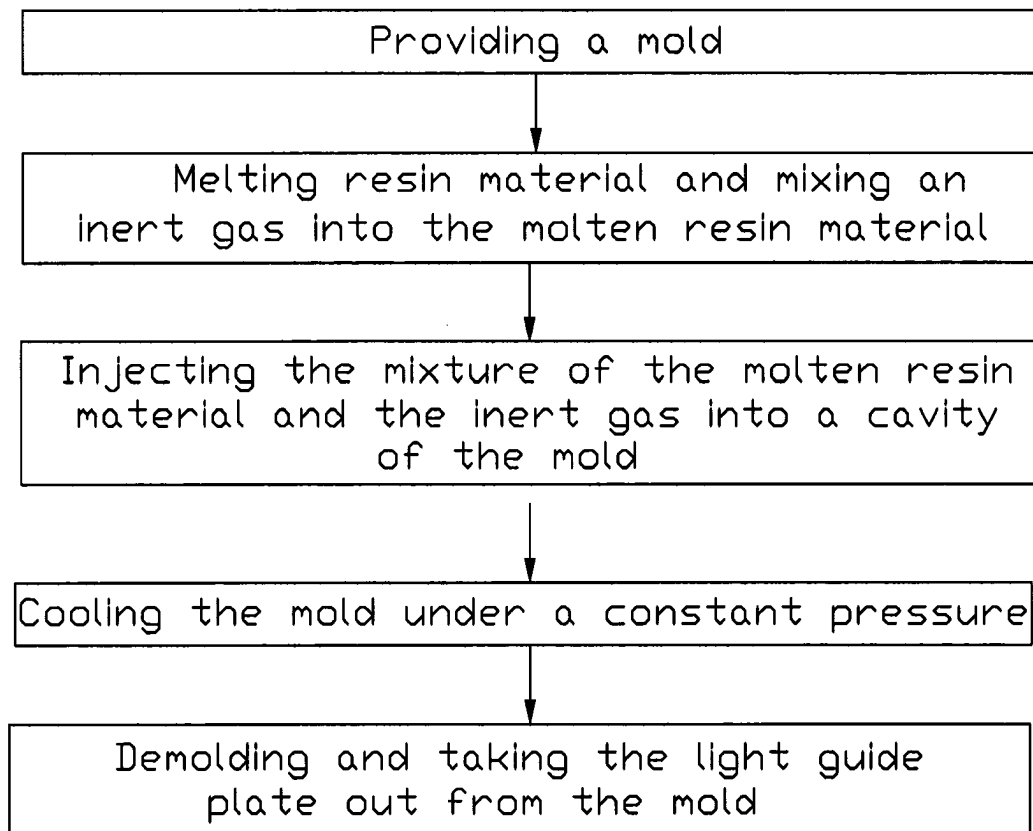 Providing a mold
Melting resin material and mixing an
inert gas into the molten resin material
Injecting the mixture of the molten resin
material and the inert gas into a cavity
of the mold
Cooling the mold under a constant pressure
Demolding and taking the light guide
plate out from the mold